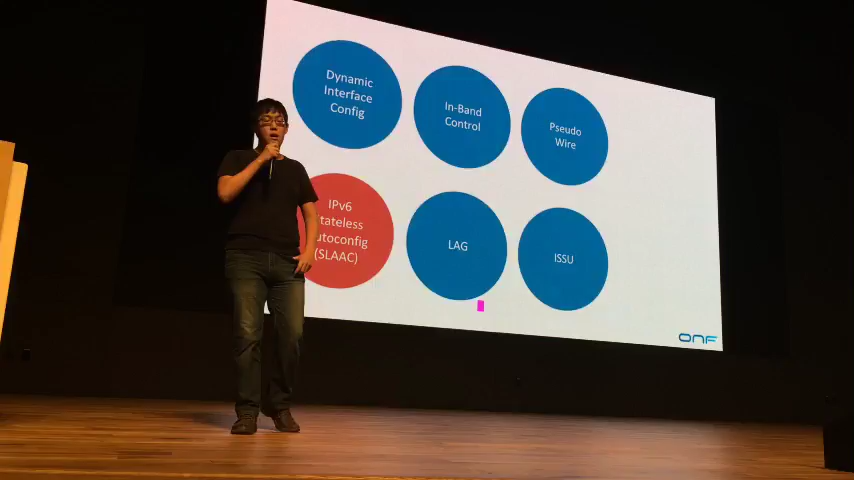 Dynamic
Interface
Config
In-Band
Control
Pseudo
Wire
IPv6
tateless
utoconfig
(SLAAC)
LAG
ISSU
onf